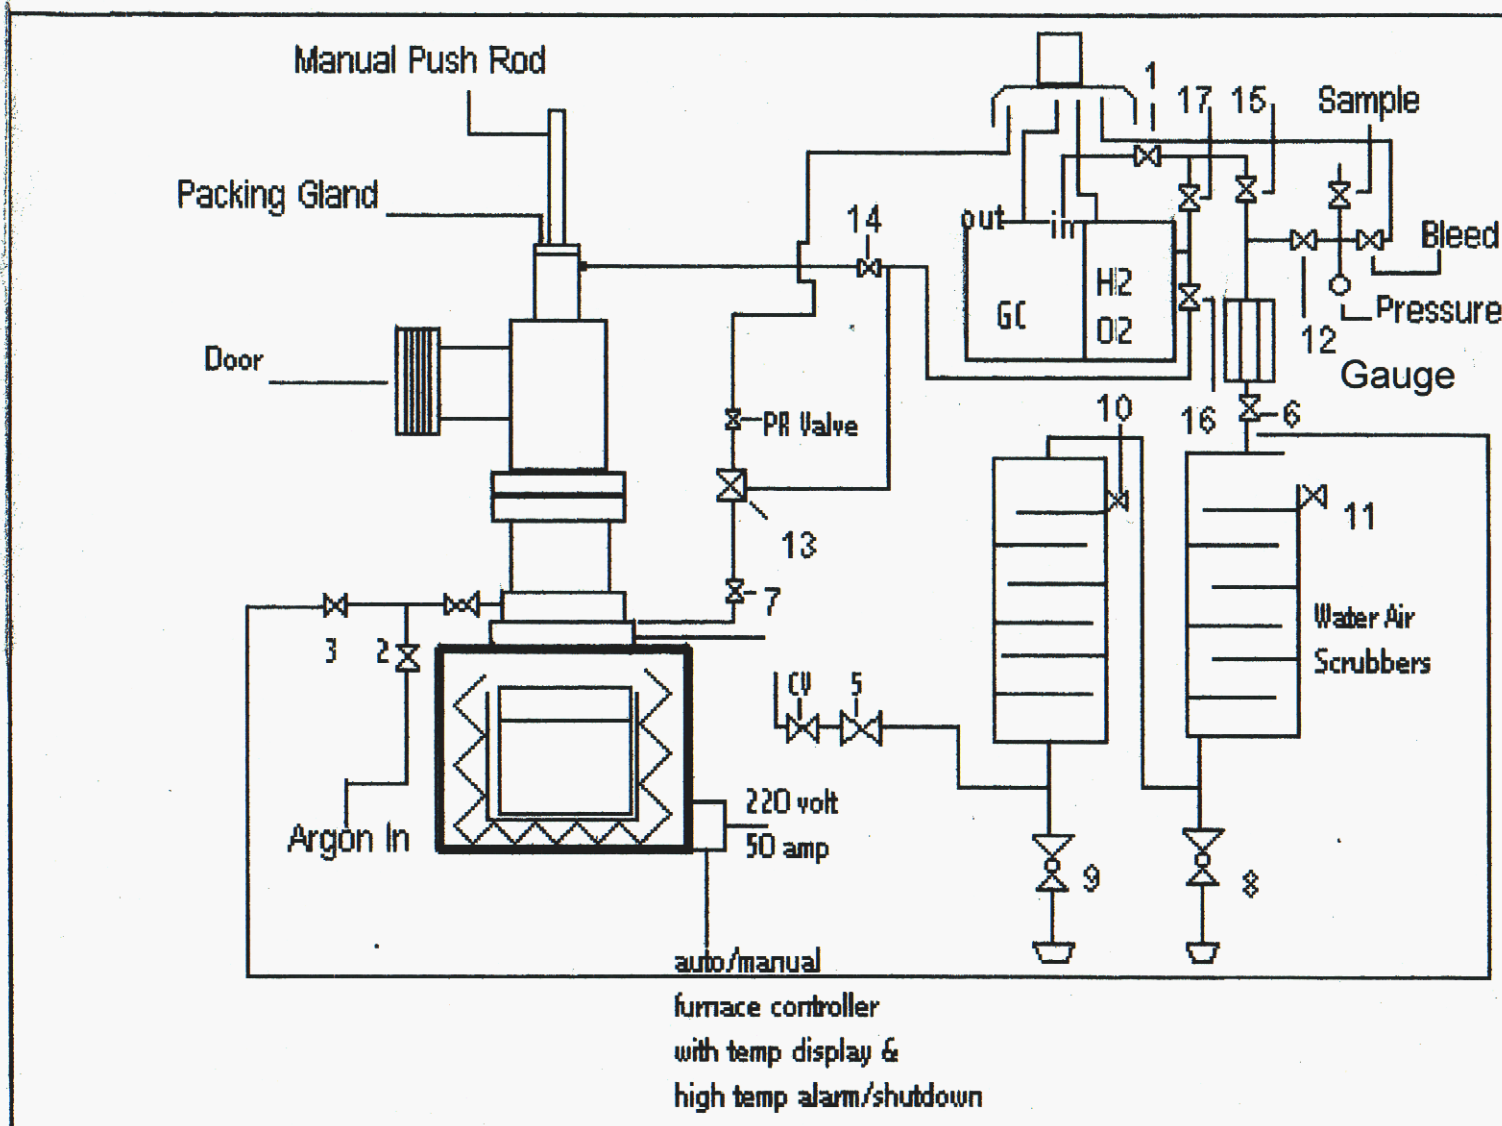 Manual Push Rod
1
17
15
Sample
Packing Gland
14
out
in
Bleed
H2
GC
O2
Pressure
12
Door
Gauge
10
16
6
PR Valve
11
13
7
Water Air
3
2
Scrubbers
CV
5
220 volt
Argon In
50 amp
9
8
auto/manual
furnace controller
with temp display &
high temp alarm/shutdown